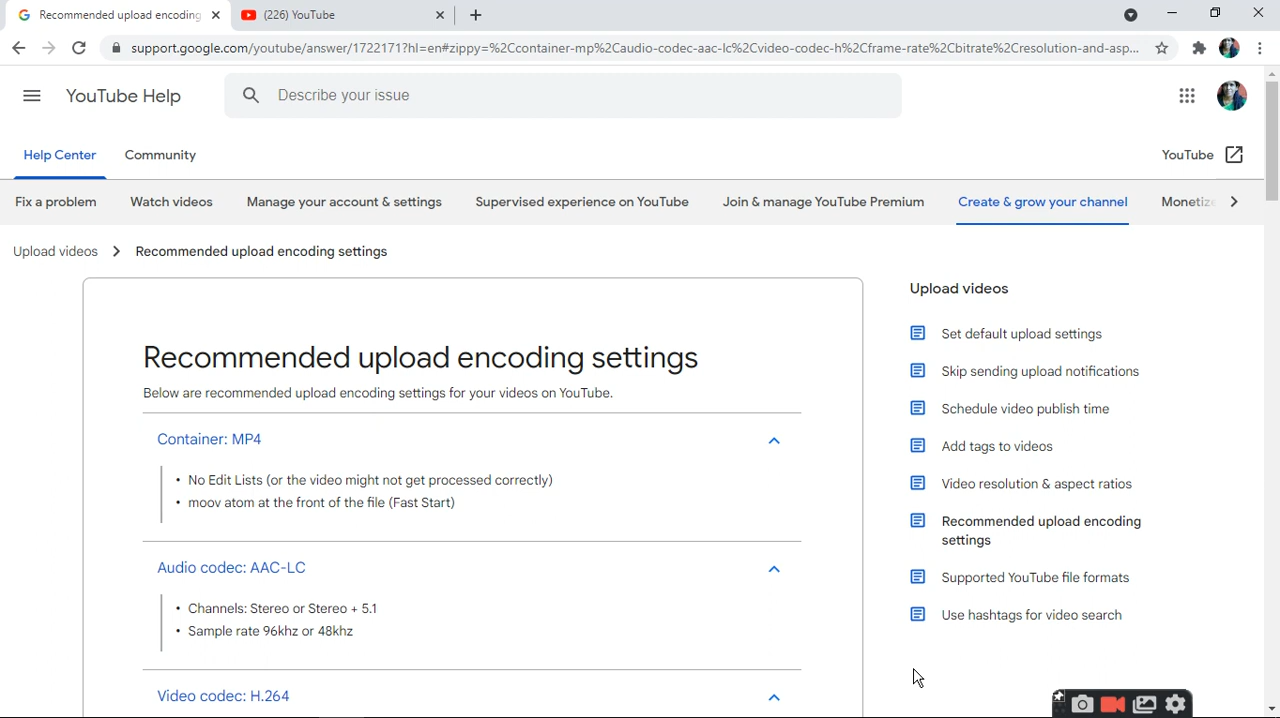 Recommended upload encoding
(226) YouTube
support.google.com/youtube/answer/1722171?hl=en#zippy=%2Ccontainer-mp%2Caudio-codec-aac-lc%2Cvideo-codec-h%2Cframe-rate%2Cbitrate%2Cresolution-and-asp...
YouTube Help
Describe your issue
Help Center
Community
YouTube
Fix a problem
Watch videos
Manage your account & settings
Supervised experience on YouTube
Join & manage YouTube Premium
Create & grow your channel
Monetize
Upload videos
Recommended upload encoding settings
Recommended upload encoding settings
Below are recommended upload encoding settings for your videos on YouTube.
Container: MP4
• No Edit Lists (or the video might not get processed correctly)
• moov atom at the front of the file (Fast Start)
Audio codec: AAC-LC
• Channels: Stereo or Stereo + 5.1
• Sample rate 96khz or 48khz
Video codec: H.264
Upload videos
Set default upload settings
Skip sending upload notifications
Schedule video publish time
Add tags to videos
Video resolution & aspect ratios
Recommended upload encoding
settings
Supported YouTube file formats
Use hashtags for video search